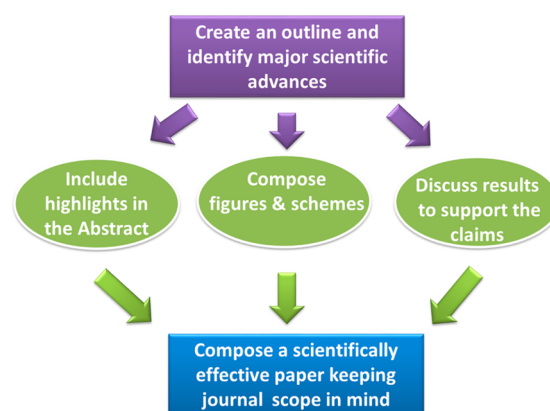 Create an outline and
identify major scientific
advances
Include
highlights in
the Abstract
Compose
figures & schemes
Discuss results
to support the
claims
Compose a scientifically
effective paper keeping
journal scope in mind